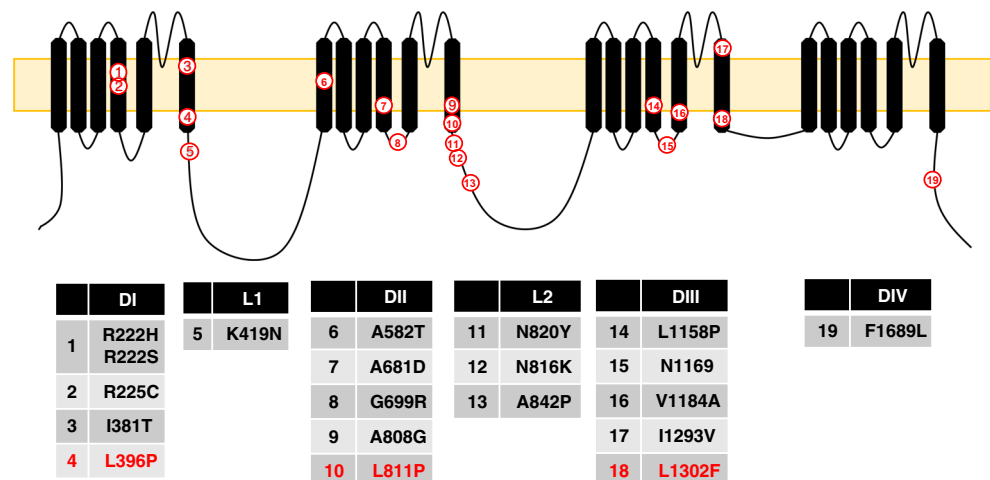 1
2
3
4
5
6
7
8
9
10
11
12
13
14
15
16
17
18
19
DI
1 R222H
R222S
2 R225C
3 I381T
4 L396P
L1
5 K419N
DII
6 A582T
7 A681D
8 G699R
9 A808G
10 L811P
L2
11 N820Y
12 N816K
13 A842P
DIII
14 L1158P
15 N1169
16 V1184A
17 I1293V
18 L1302F
DIV
19 F1689L